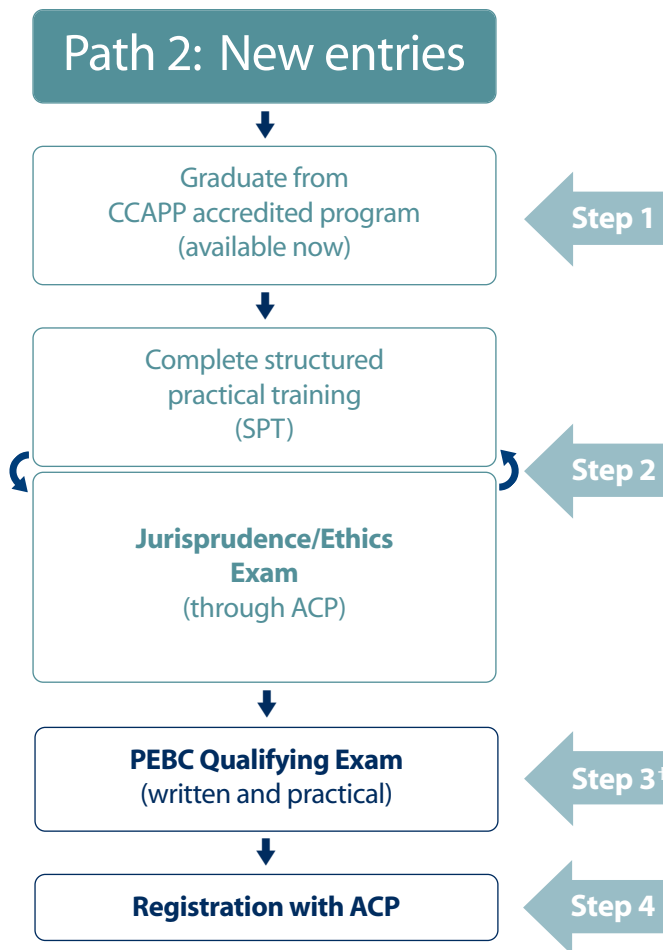 Path 2: New entries
Graduate from
CCAPP accredited program
(available now)
Step 1
Complete structured
practical training
(SPT)
Step 2
Jurisprudence/Ethics
Exam
(through ACP)
PEBC Qualifying Exam
(written and practical)
Step 3†
Registration with ACP
Step 4